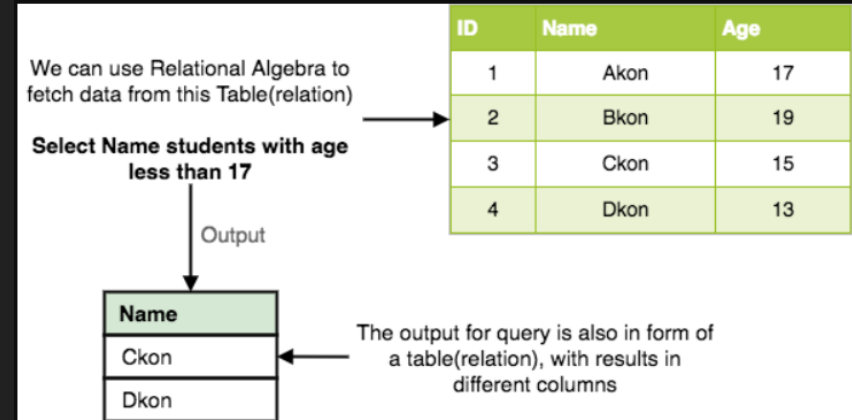 We can use Relational Algebra to
fetch data from this Table(relation)
Select Name students with age
less than 17
Output
ID Name Age
1 Akon 17
2 Bkon 19
3 Ckon 15
4 Dkon 13
Name
Ckon
Dkon
The output for query is also in form of
a table(relation), with results in
different columns